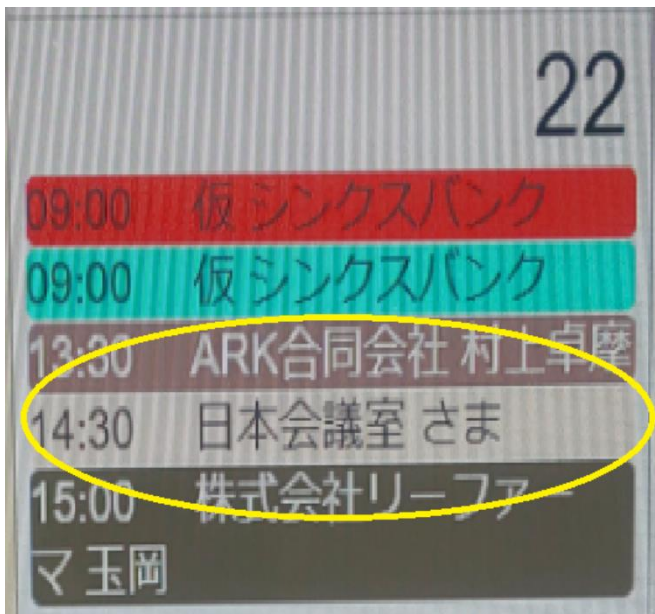 22
09:00 仮 シンクスバンク
09:00 仮 シンクスバンク
13:30 ARK合同会社 村上卓摩
14:30 日本会議室 さま
15:00 株式会社リーファー
マ 玉岡